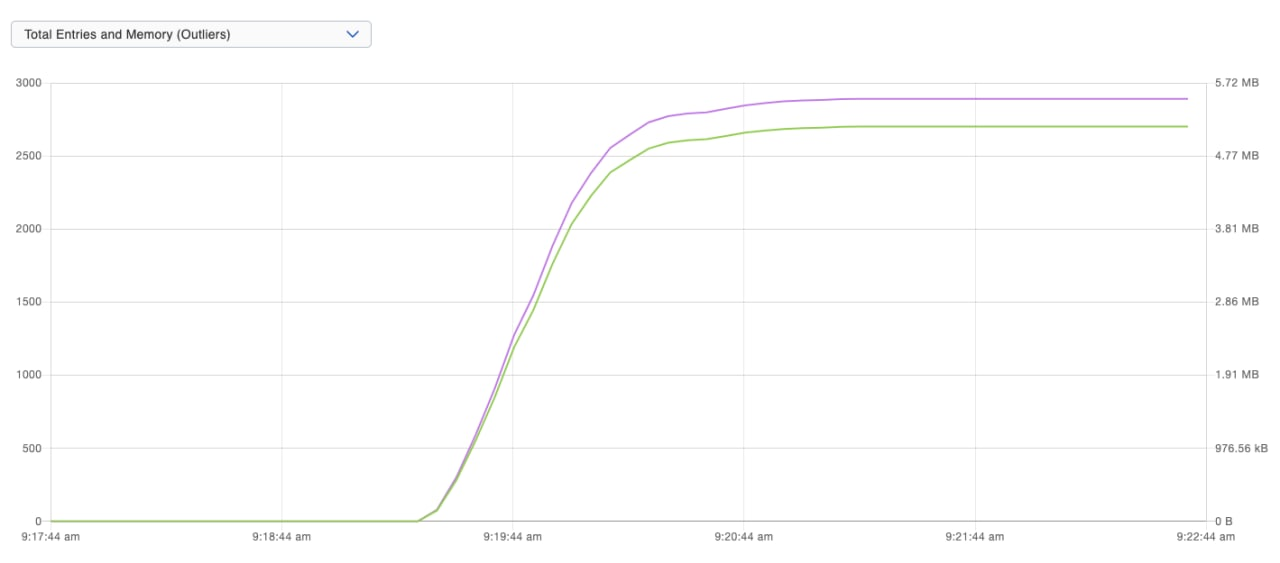 Total Entries and Memory (Outliers)
3000 5.72 MB
2500 4.77 MB
2000 3.81 MB
1500 2.86 MB
1000 1.91 MB
500 976.56 kB
0 0 B
9:17:44 am 9:18:44 am 9:19:44 am 9:20:44 am 9:21:44 am 9:22:44 am